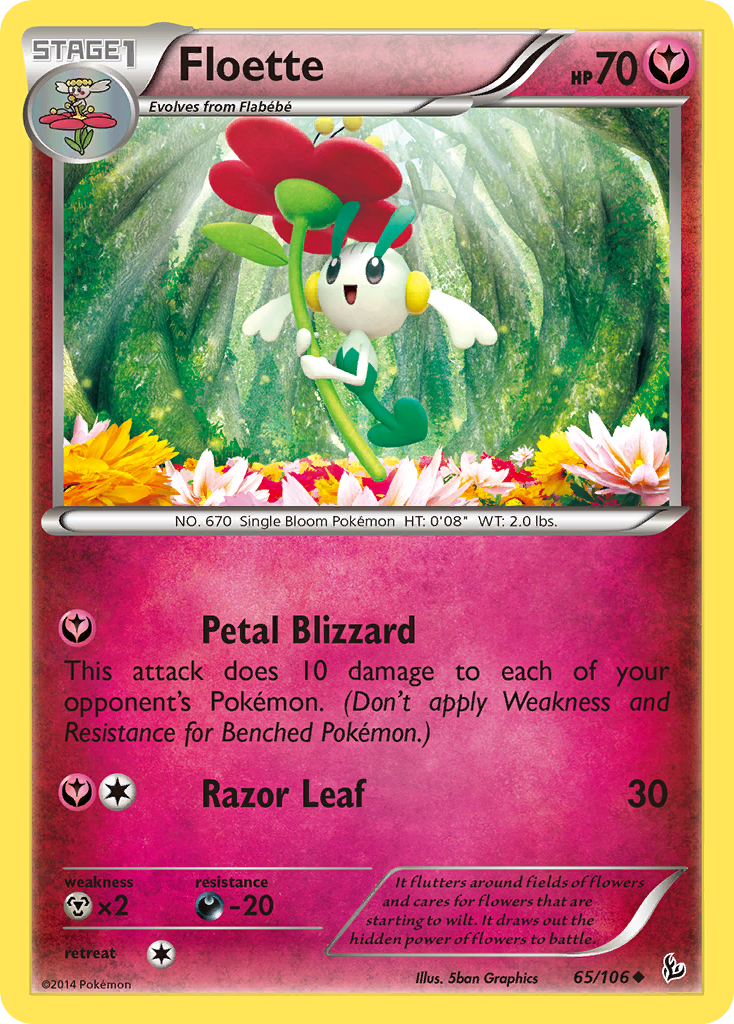 STAGE1
Floette
HP 70
Evolves from Flabébé
NO. 670 Single Bloom Pokémon HT: 0'08" WT: 2.0 lbs.
Petal Blizzard
This attack does 10 damage to each of your
opponent's Pokémon. (Don't apply Weakness and
Resistance for Benched Pokémon.)
Razor Leaf 30
weakness resistance
×2 -20
retreat
It flutters around fields of flowers
and cares for flowers that are
starting to wilt. It draws out the
hidden power of flowers to battle.
©2014 Pokémon Illus. 5ban Graphics 65/106